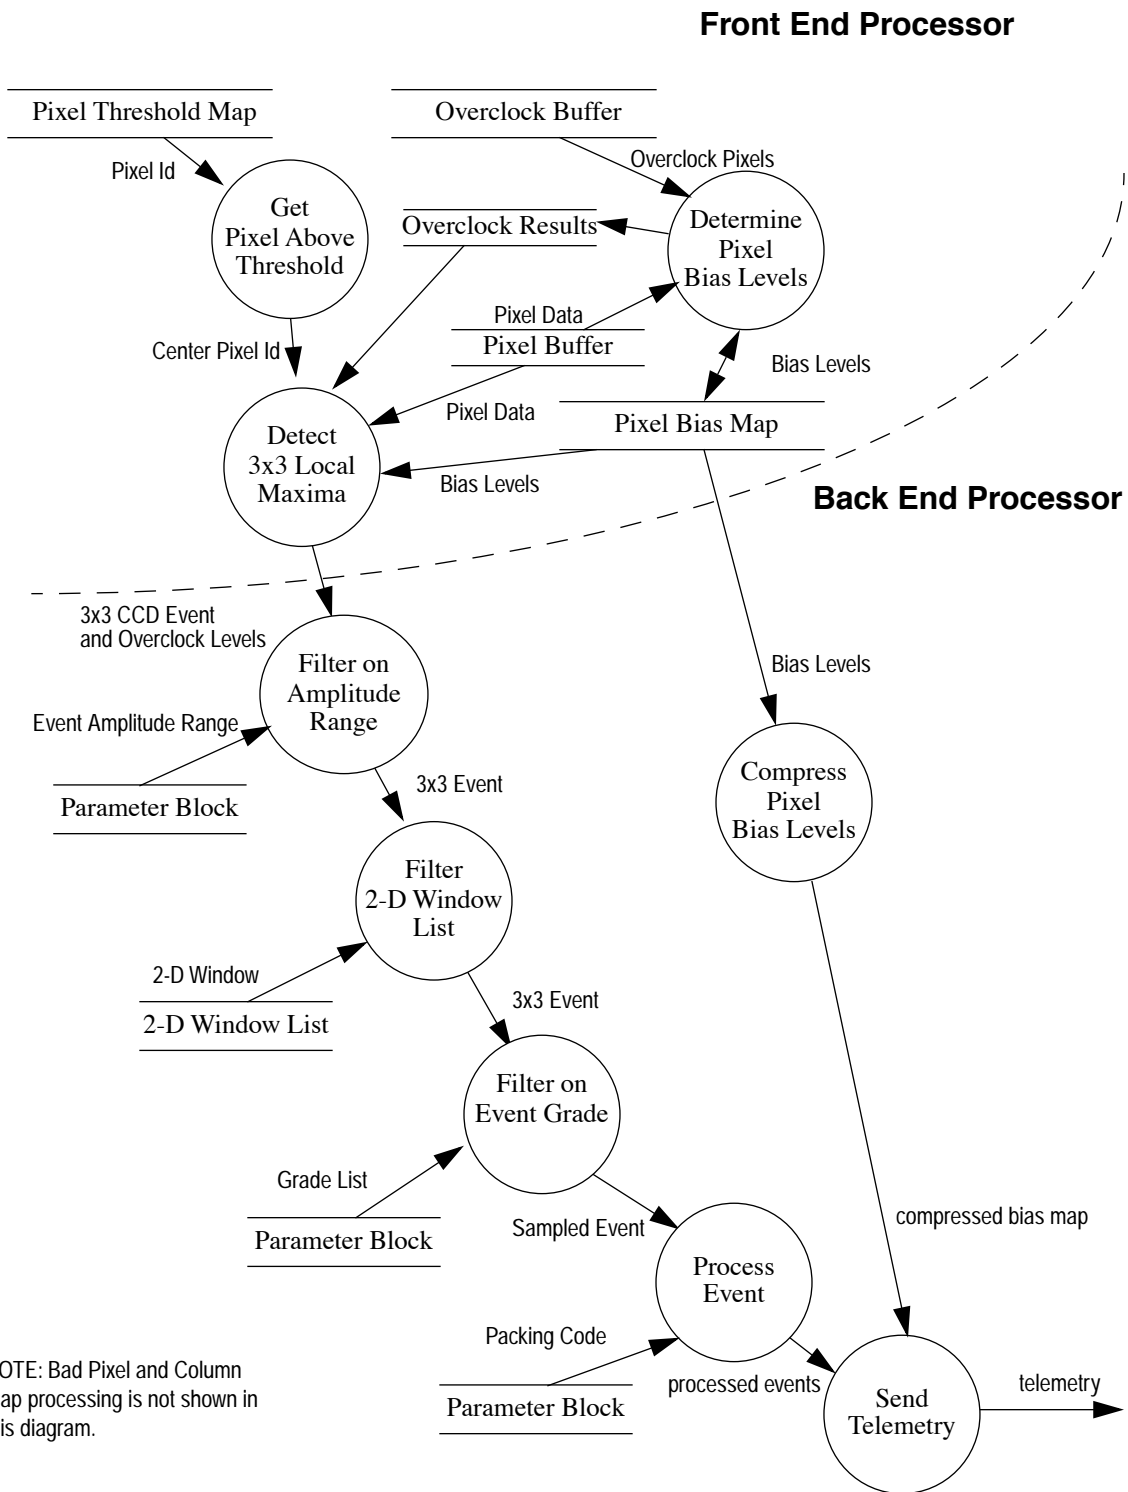 Front End Processor
Pixel Threshold Map
Overclock Buffer
Pixel Id
Overclock Pixels
Get
Pixel Above
Threshold
Overclock Results
Determine
Pixel
Bias Levels
Pixel Data
Pixel Buffer
Center Pixel Id
Bias Levels
Pixel Data
Pixel Bias Map
Detect
3x3 Local
Maxima
Bias Levels
Back End Processor
3x3 CCD Event
and Overclock Levels
Filter on
Amplitude
Range
Bias Levels
Event Amplitude Range
Parameter Block
3x3 Event
Compress
Pixel
Bias Levels
Filter
2-D Window
List
2-D Window
2-D Window List
3x3 Event
Filter on
Event Grade
Grade List
Parameter Block
Sampled Event
compressed bias map
Process
Event
Packing Code
Parameter Block
processed events
Send
Telemetry
telemetry
OTE: Bad Pixel and Column
ap processing is not shown in
is diagram.